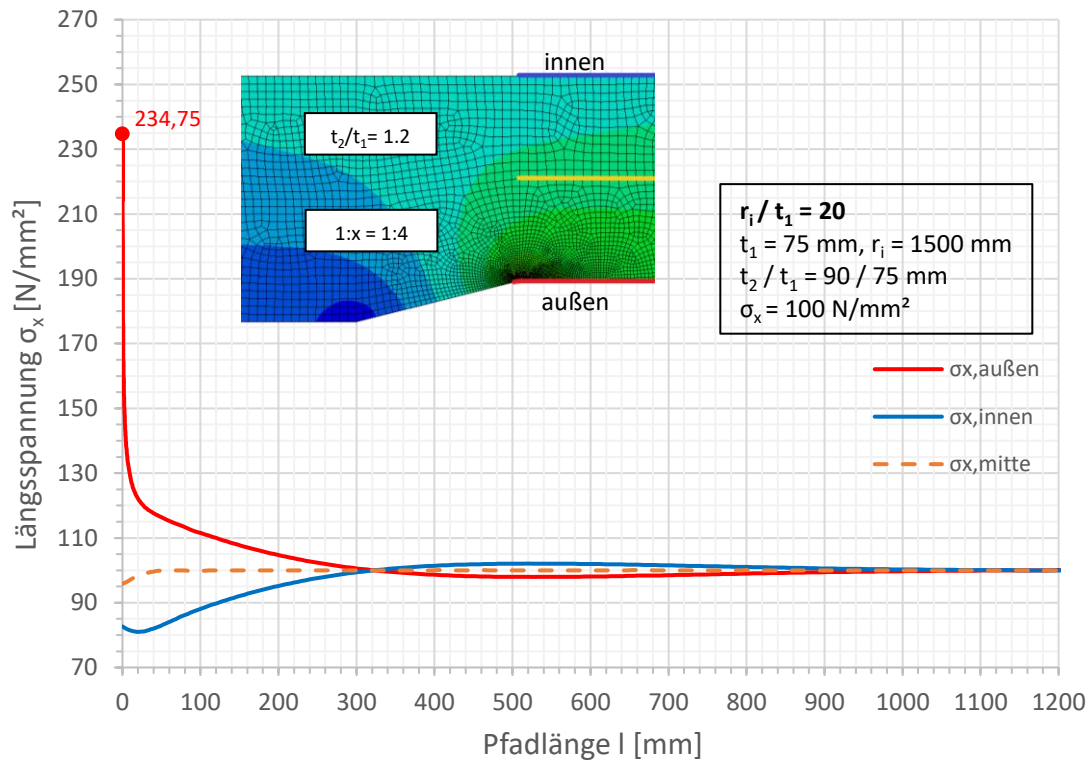 270
250
230
210
190
170
150
130
110
90
70
Längsspannung σₓ [N/mm²]
234,75
innen
t₂/t₁= 1.2
1:x = 1:4
außen
rᵢ / t₁ = 20
t₁ = 75 mm, rᵢ = 1500 mm
t₂ / t₁ = 90 / 75 mm
σₓ = 100 N/mm²
σx,außen
σx,innen
σx,mitte
0 100 200 300 400 500 600 700 800 900 1000 1100 1200
Pfadlänge l [mm]